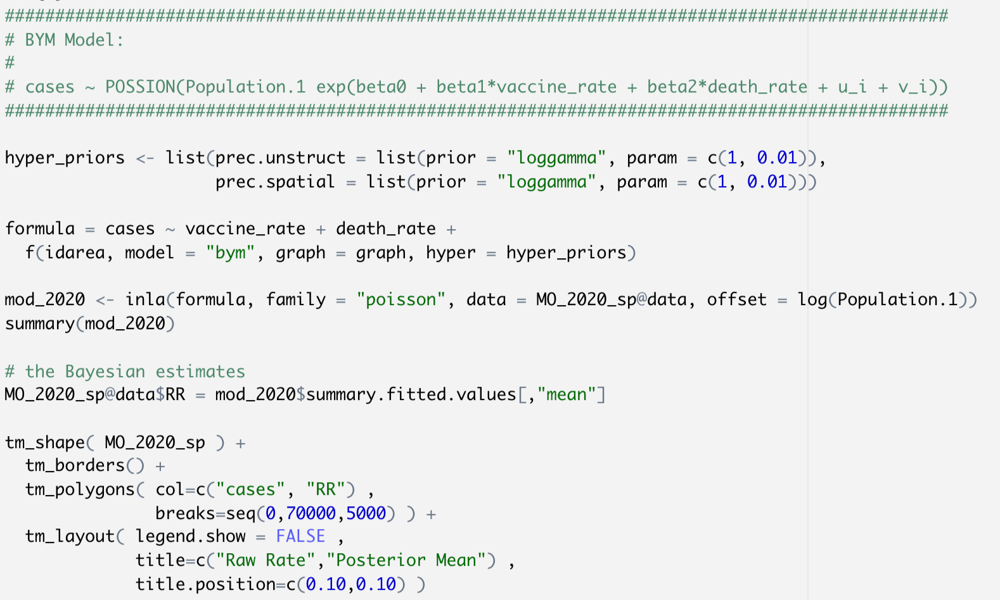 ################################################################################################
# BYM Model:
#
# cases ~ POSSION(Population.1 exp(beta0 + beta1*vaccine_rate + beta2*death_rate + u_i + v_i))
################################################################################################
hyper_priors <- list(prec.unstruct = list(prior = "loggamma", param = c(1, 0.01)),
                     prec.spatial = list(prior = "loggamma", param = c(1, 0.01)))
formula = cases ~ vaccine_rate + death_rate +
  f(idarea, model = "bym", graph = graph, hyper = hyper_priors)
mod_2020 <- inla(formula, family = "poisson", data = MO_2020_sp@data, offset = log(Population.1))
summary(mod_2020)
# the Bayesian estimates
MO_2020_sp@data$RR = mod_2020$summary.fitted.values[,"mean"]
tm_shape( MO_2020_sp ) +
  tm_borders() +
  tm_polygons( col=c("cases", "RR") ,
               breaks=seq(0,70000,5000) ) +
  tm_layout( legend.show = FALSE ,
             title=c("Raw Rate","Posterior Mean") ,
             title.position=c(0.10,0.10) )